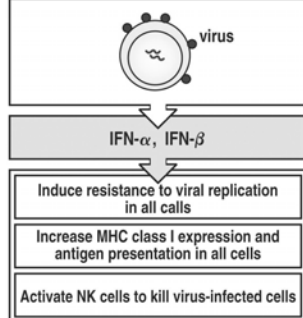 virus
IFN-α, IFN-β
Induce resistance to viral replication
in all calls
Increase MHC class I expression and
antigen presentation in all cells
Activate NK cells to kill virus-infected cells